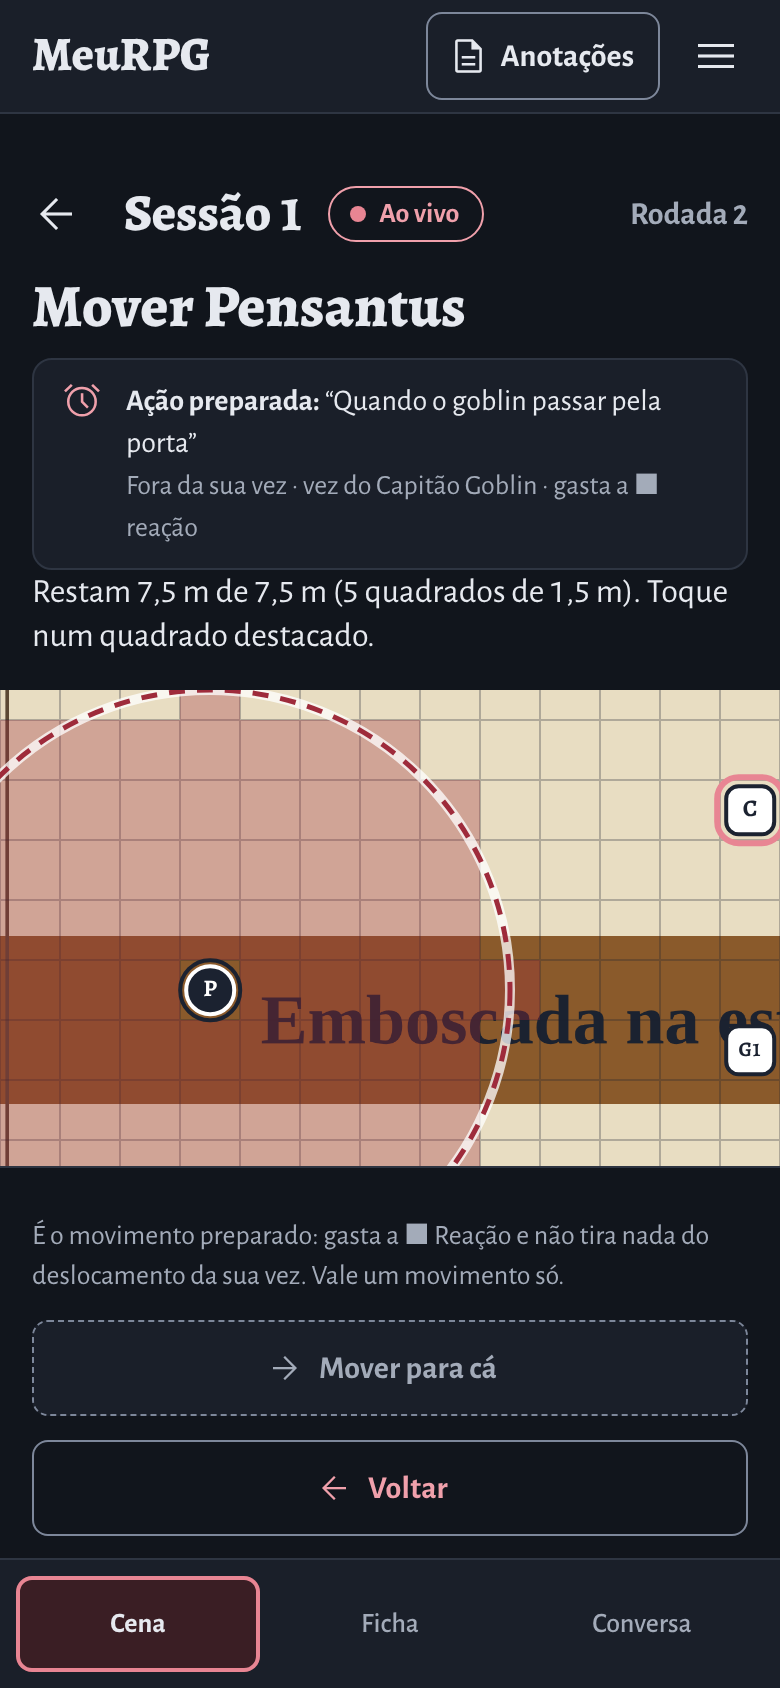 MeuRPG
Anotações
Sessão 1
Ao vivo
Rodada 2
Mover Pensantus
Ação preparada: “Quando o goblin passar pela
porta”
Fora da sua vez · vez do Capitão Goblin · gasta a ■
reação
Restam 7,5 m de 7,5 m (5 quadrados de 1,5 m). Toque
num quadrado destacado.
C
P
Emboscada na es
G1
É o movimento preparado: gasta a ■ Reação e não tira nada do
deslocamento da sua vez. Vale um movimento só.
Mover para cá
Voltar
Cena
Ficha
Conversa